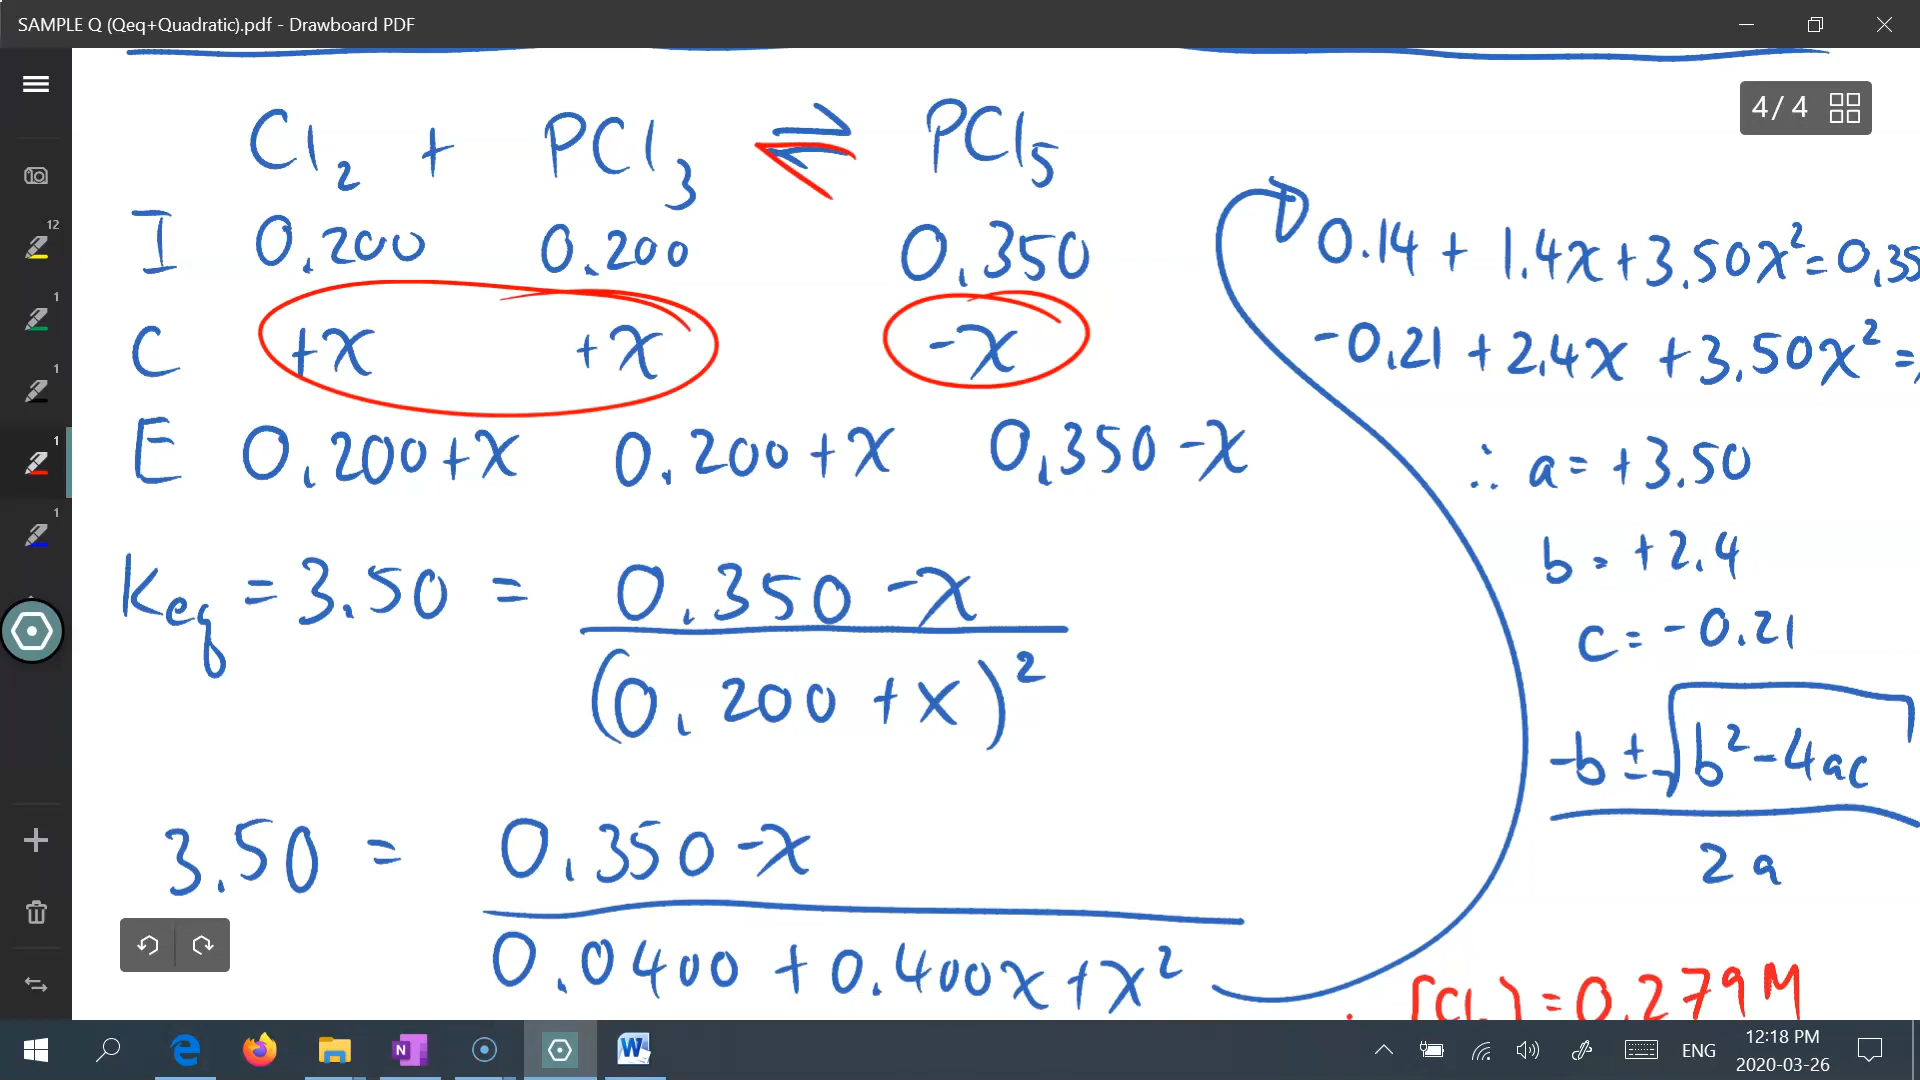 SAMPLE Q (Qeq+Quadratic).pdf - Drawboard PDF
4 / 4
Cl2 + PCl3 ⇌ PCl5
I 0.200 0.200 0.350
C +x +x -x
E 0.200+x 0.200+x 0.350-x
Keq = 3.50 = 0.350-x
(0.200+x)²
3.50 = 0.350-x
0.0400 + 0.400x + x²
0.14 + 1.4x + 3.50x² = 0.35
-0.21 + 2.4x + 3.50x² =
∴ a = +3.50
b = +2.4
c = -0.21
-b ± √b²-4ac
2a
= 0.279 M
12
1
1
1
1
ENG
12:18 PM
2020-03-26